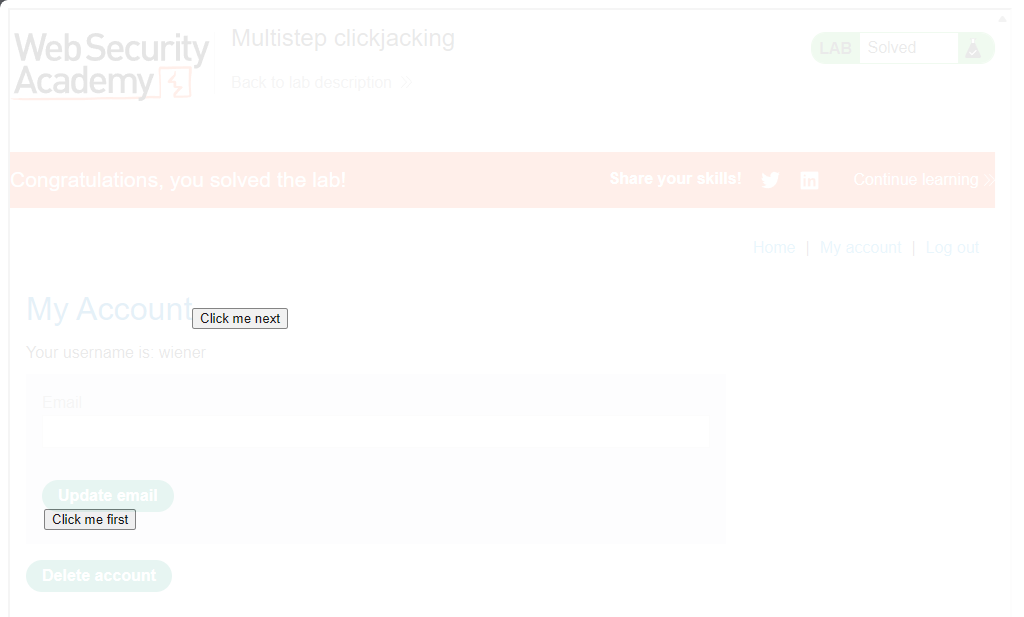 Web Security
Academy
Multistep clickjacking
Back to lab description
LAB Solved
Congratulations, you solved the lab!
Share your skills!
Continue learning
Home | My account | Log out
My Account
Click me next
Your username is: wiener
Email
Update email
Click me first
Delete account